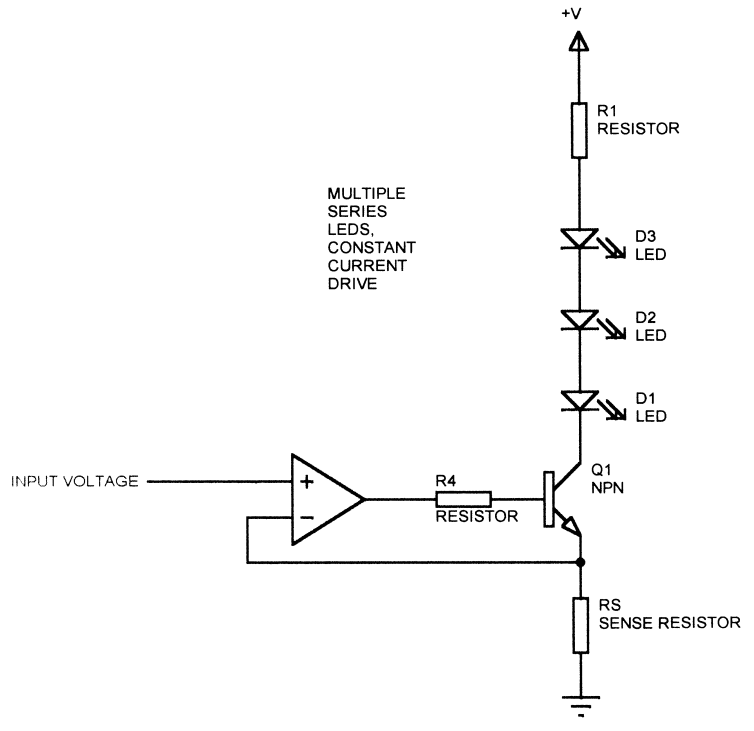 +V
R1
RESISTOR
MULTIPLE
SERIES
LEDS,
CONSTANT
CURRENT
DRIVE
D3
LED
D2
LED
D1
LED
INPUT VOLTAGE
+
−
R4
RESISTOR
Q1
NPN
RS
SENSE RESISTOR